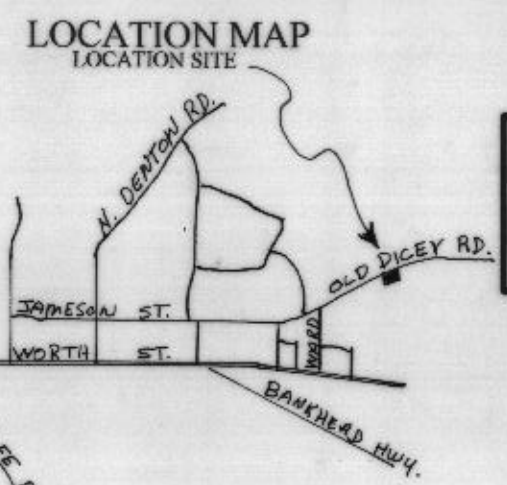 LOCATION MAP
LOCATION SITE
N. DENTON RD.
OLD DICEY RD.
JAMESON ST.
WARD
WORTH ST.
BANKHEAD HWY.